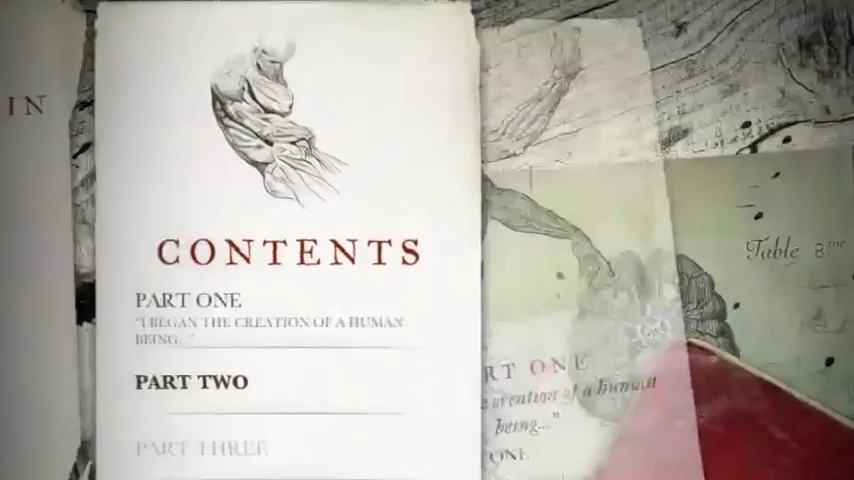 IN
CONTENTS
PART ONE
"I BEGAN THE CREATION OF A HUMAN
BEING..."
PART TWO
PART THREE
Table 8me
RT ONE
creation of a human
being..."
ONE